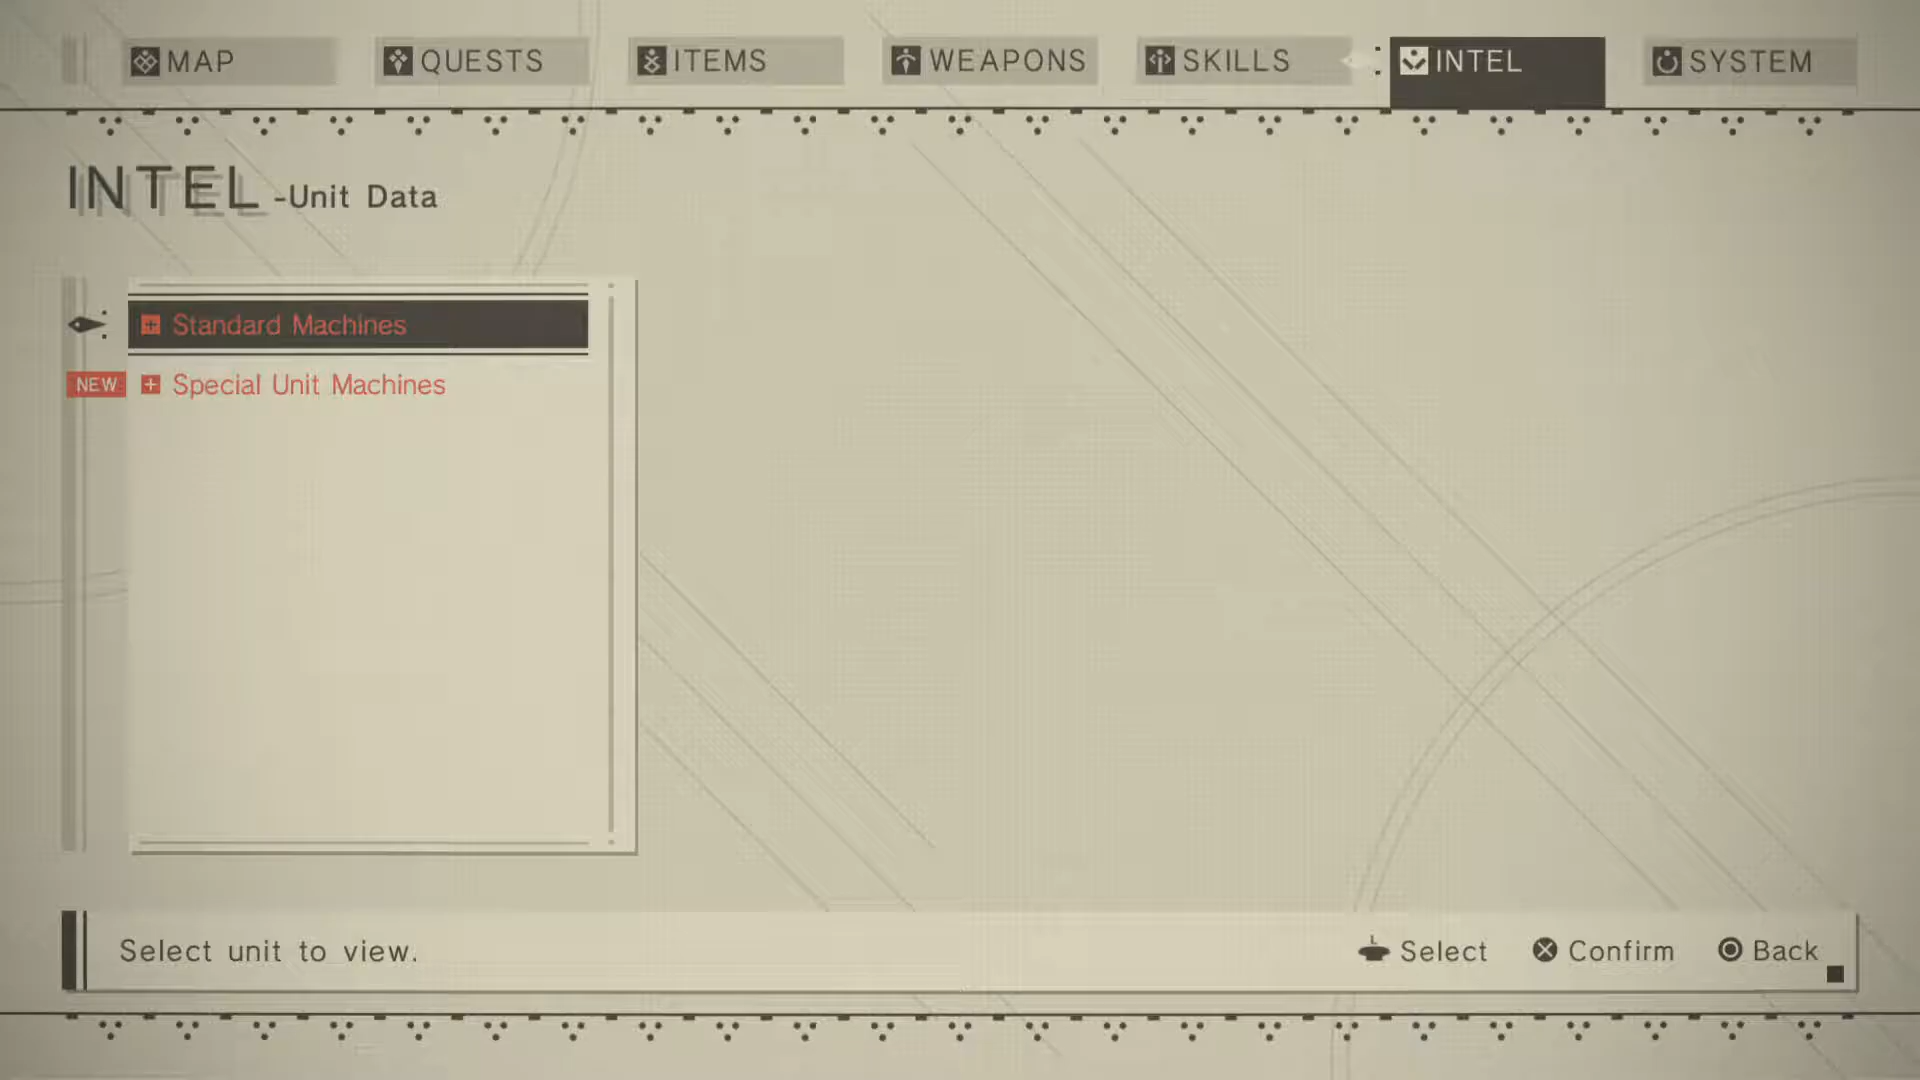 MAP QUESTS ITEMS WEAPONS SKILLS INTEL SYSTEM
INTEL -Unit Data
Standard Machines
NEW Special Unit Machines
Select unit to view.
L Select Confirm Back